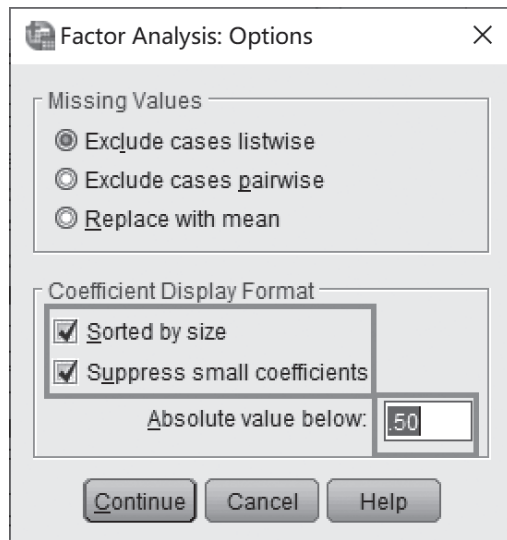 Factor Analysis: Options
Missing Values
Exclude cases listwise
Exclude cases pairwise
Replace with mean
Coefficient Display Format
Sorted by size
Suppress small coefficients
Absolute value below: .50
Continue Cancel Help